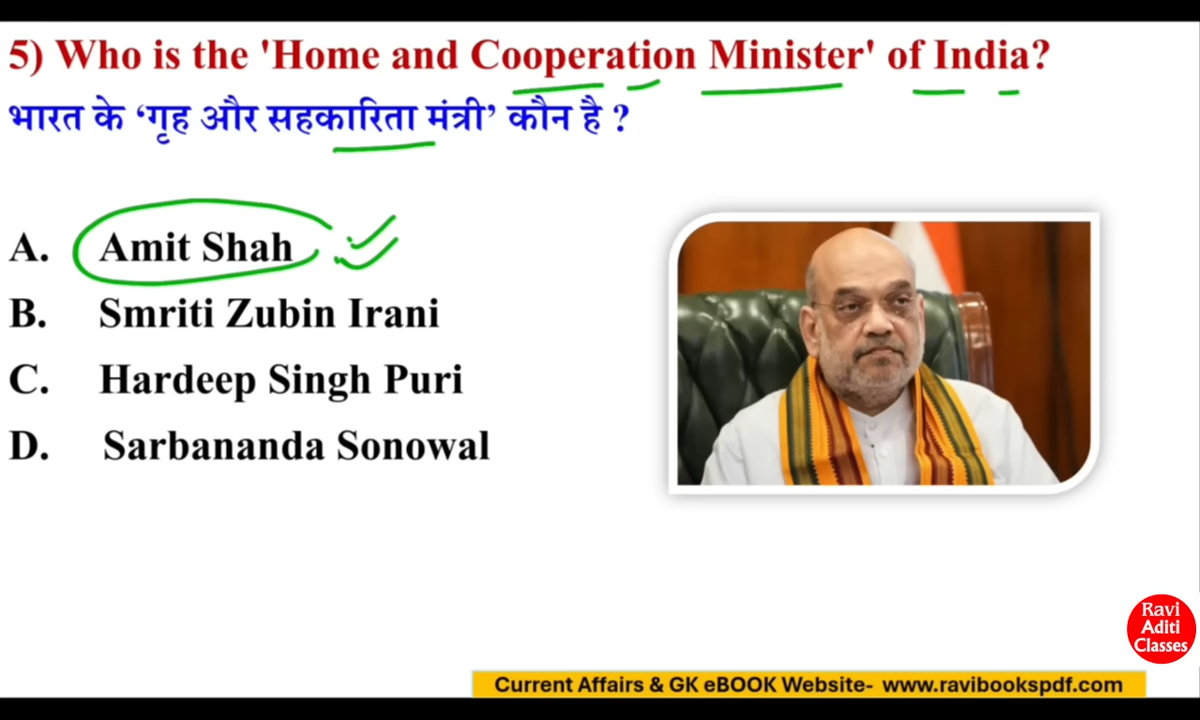 5) Who is the 'Home and Cooperation Minister' of India?
भारत के ‘गृह और सहकारिता मंत्री’ कौन है ?
A. Amit Shah
B. Smriti Zubin Irani
C. Hardeep Singh Puri
D. Sarbananda Sonowal
Ravi
Aditi
Classes
Current Affairs & GK eBOOK Website- www.ravibookspdf.com